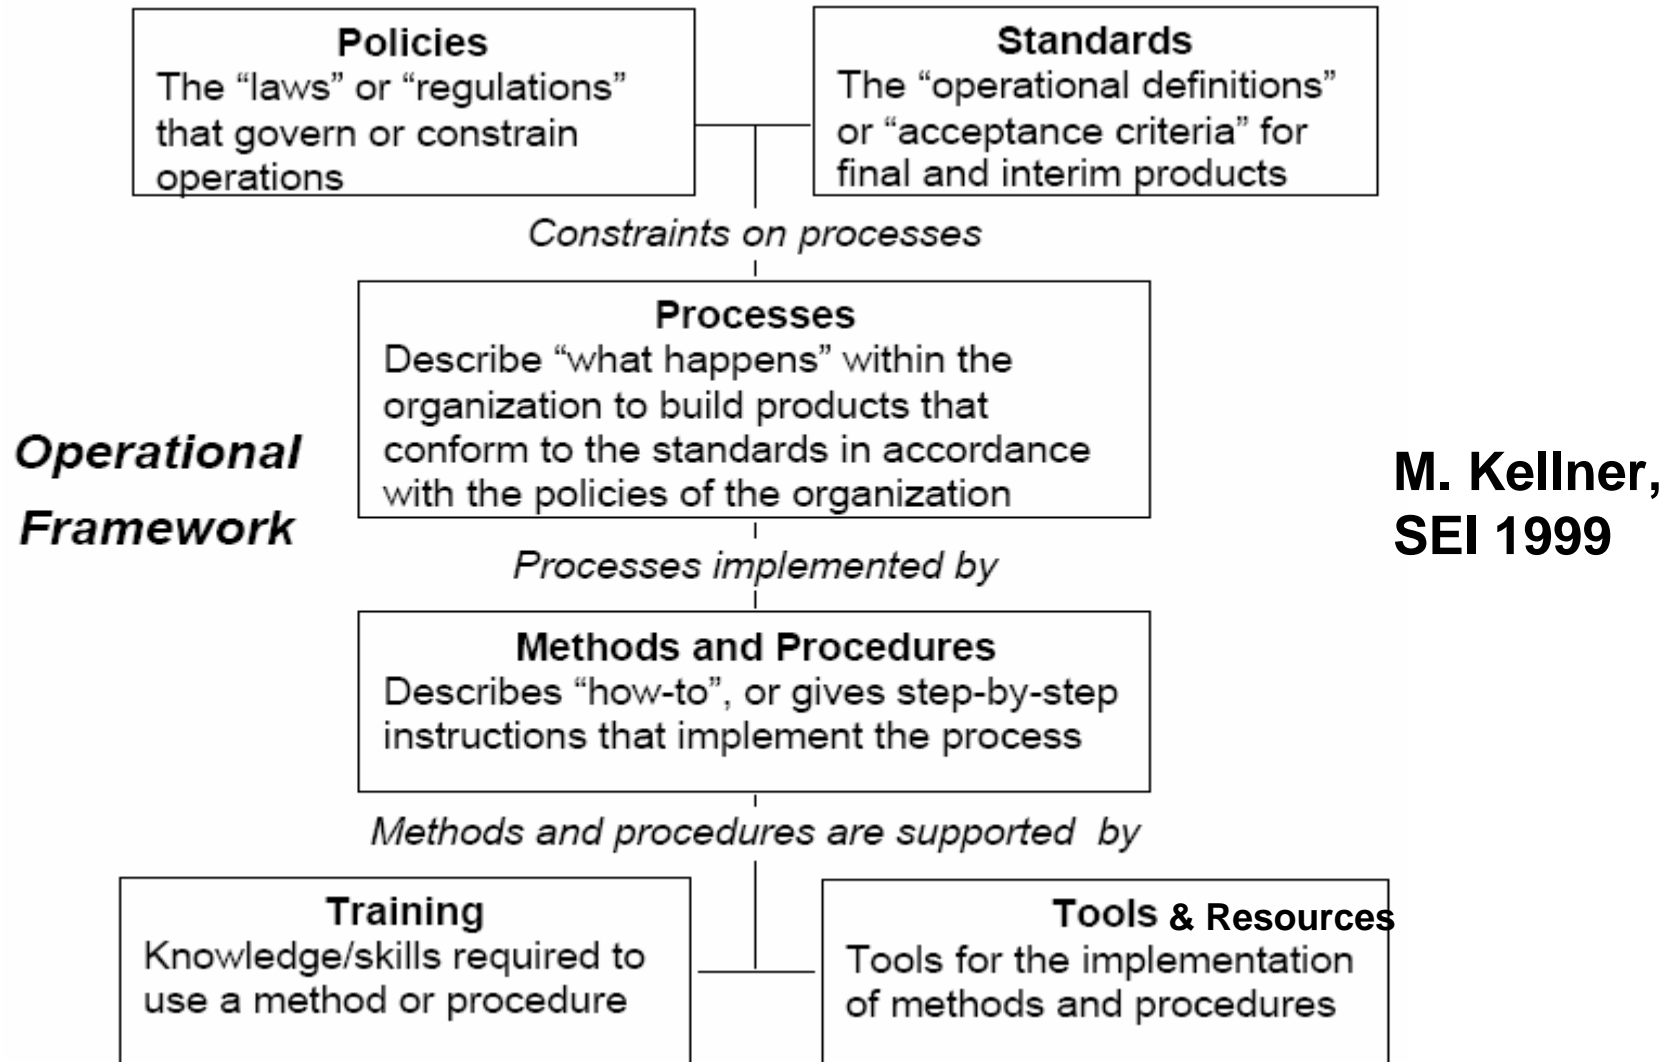 Policies
The “laws” or “regulations”
that govern or constrain
operations
Standards
The “operational definitions”
or “acceptance criteria” for
final and interim products
Constraints on processes
Processes
Describe “what happens” within the
organization to build products that
conform to the standards in accordance
with the policies of the organization
Operational
Framework
M. Kellner,
SEI 1999
Processes implemented by
Methods and Procedures
Describes “how-to”, or gives step-by-step
instructions that implement the process
Methods and procedures are supported by
Training
Knowledge/skills required to
use a method or procedure
Tools & Resources
Tools for the implementation
of methods and procedures